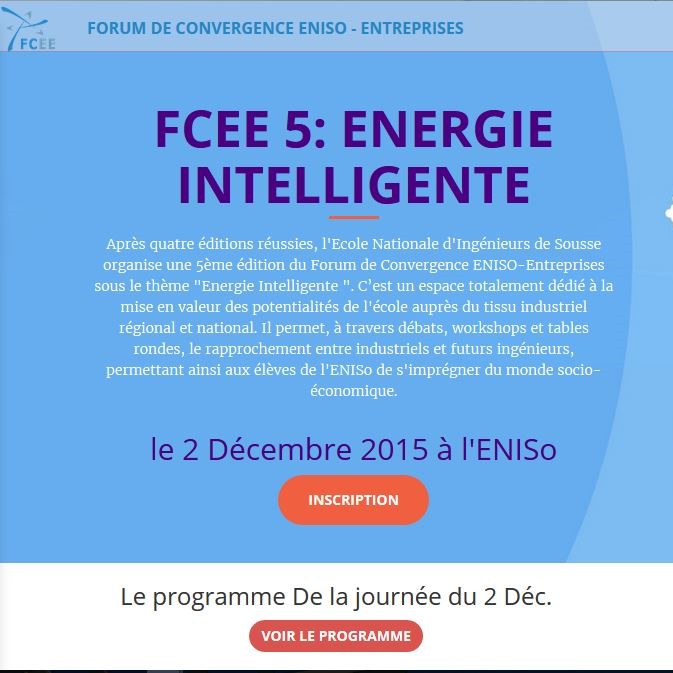 FCEE
FORUM DE CONVERGENCE ENISO - ENTREPRISES
FCEE 5: ENERGIE
INTELLIGENTE
Après quatre éditions réussies, l'Ecole Nationale d'Ingénieurs de Sousse
organise une 5ème édition du Forum de Convergence ENISO-Entreprises
sous le thème "Energie Intelligente ". C'est un espace totalement dédié à la
mise en valeur des potentialités de l'école auprès du tissu industriel
régional et national. Il permet, à travers débats, workshops et tables
rondes, le rapprochement entre industriels et futurs ingénieurs,
permettant ainsi aux élèves de l'ENISo de s'imprégner du monde socio-
économique.
le 2 Décembre 2015 à l'ENISo
INSCRIPTION
Le programme De la journée du 2 Déc.
VOIR LE PROGRAMME